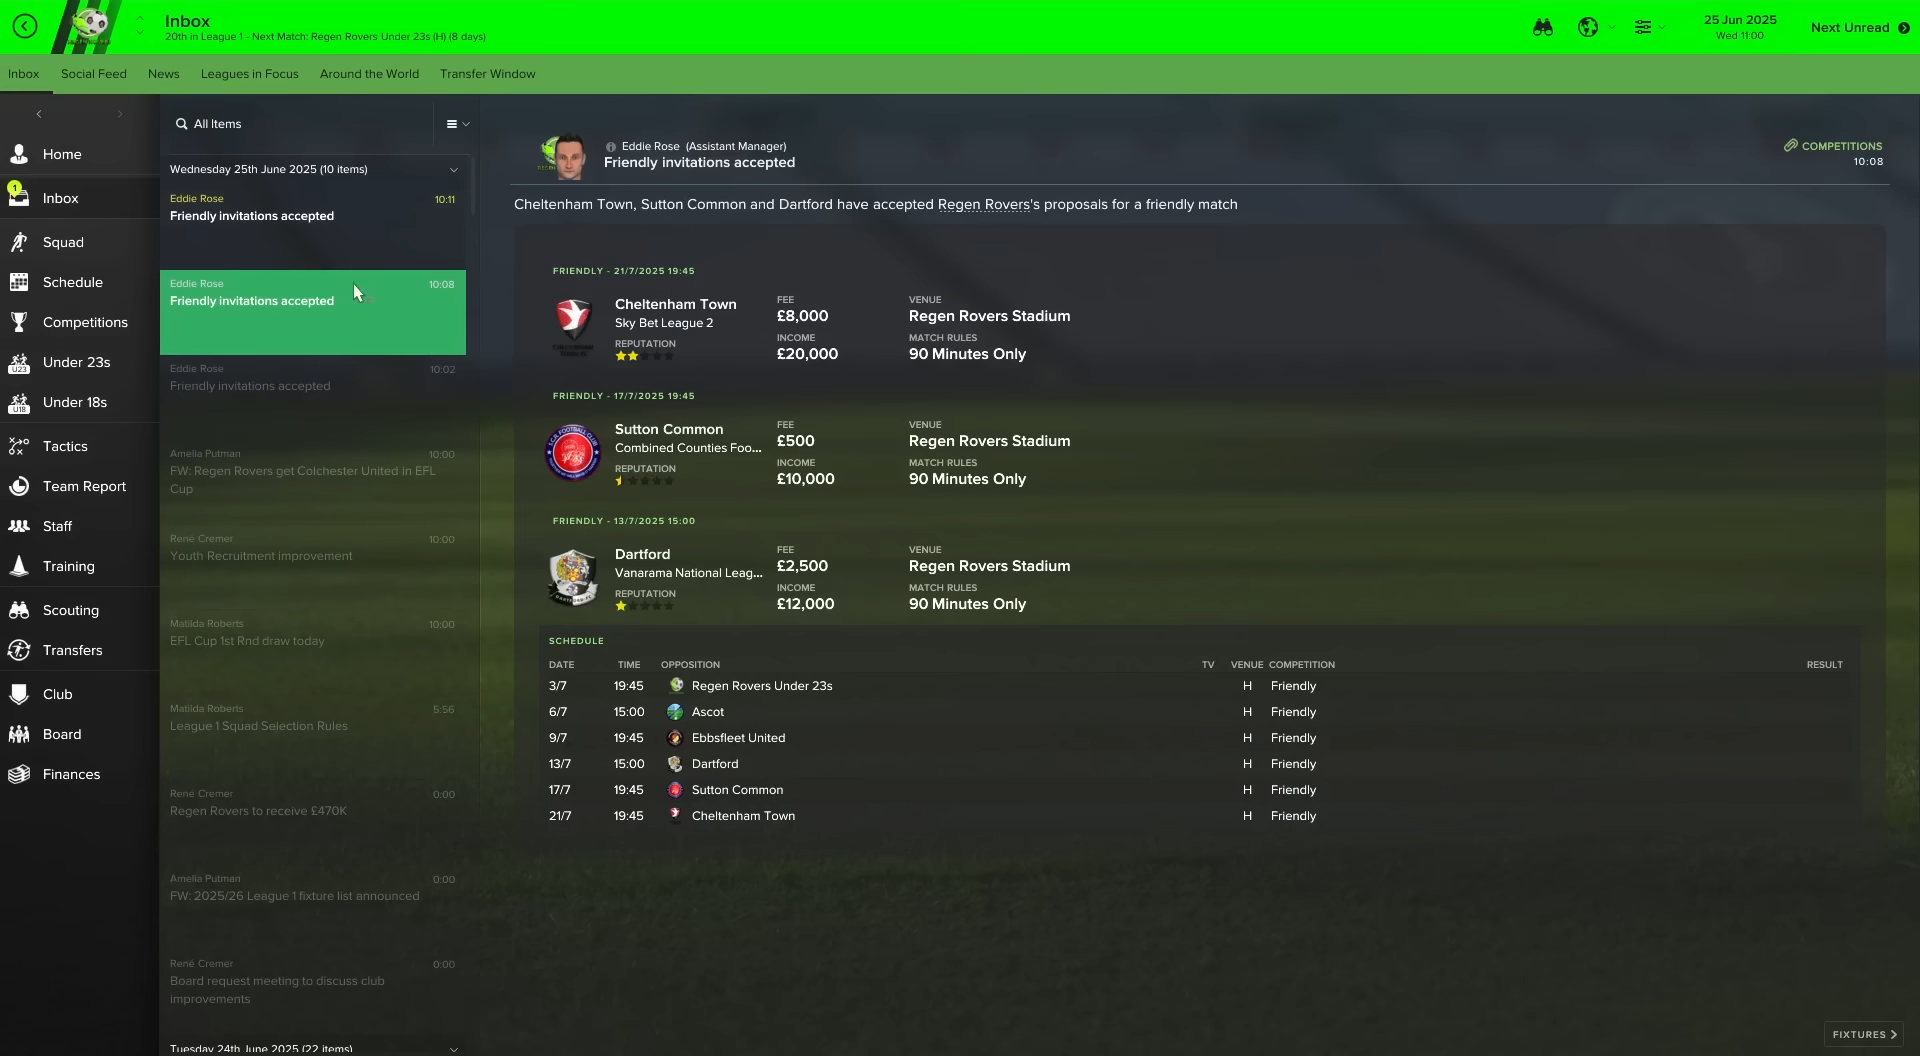 Inbox
20th in League 1 - Next Match: Regen Rovers Under 23s (H) (8 days)
25 Jun 2025
Wed 11:00
Next Unread
Inbox Social Feed News Leagues in Focus Around the World Transfer Window
Home
1
Inbox
Squad
Schedule
Competitions
U23
Under 23s
U18
Under 18s
Tactics
Team Report
Staff
Training
Scouting
Transfers
Club
Board
Finances
All Items
Wednesday 25th June 2025 (10 items)
Eddie Rose 10:11
Friendly invitations accepted
Eddie Rose 10:08
Friendly invitations accepted
Eddie Rose 10:02
Friendly invitations accepted
Amelia Putman 10:00
FW: Regen Rovers get Colchester United in EFL
Cup
René Cremer 10:00
Youth Recruitment improvement
Matilda Roberts 10:00
EFL Cup 1st Rnd draw today
Matilda Roberts 5:56
League 1 Squad Selection Rules
René Cremer 0:00
Regen Rovers to receive £470K
Amelia Putman 0:00
FW: 2025/26 League 1 fixture list announced
René Cremer 0:00
Board request meeting to discuss club
improvements
Tuesday 24th June 2025 (22 items)
Eddie Rose (Assistant Manager)
Friendly invitations accepted
COMPETITIONS
10:08
Cheltenham Town, Sutton Common and Dartford have accepted Regen Rovers's proposals for a friendly match
FRIENDLY - 21/7/2025 19:45
Cheltenham Town
Sky Bet League 2
REPUTATION
FEE
£8,000
INCOME
£20,000
VENUE
Regen Rovers Stadium
MATCH RULES
90 Minutes Only
FRIENDLY - 17/7/2025 19:45
Sutton Common
Combined Counties Foo...
REPUTATION
FEE
£500
INCOME
£10,000
VENUE
Regen Rovers Stadium
MATCH RULES
90 Minutes Only
FRIENDLY - 13/7/2025 15:00
Dartford
Vanarama National Leag...
REPUTATION
FEE
£2,500
INCOME
£12,000
VENUE
Regen Rovers Stadium
MATCH RULES
90 Minutes Only
SCHEDULE
DATE TIME OPPOSITION TV VENUE COMPETITION RESULT
3/7 19:45 Regen Rovers Under 23s H Friendly
6/7 15:00 Ascot H Friendly
9/7 19:45 Ebbsfleet United H Friendly
13/7 15:00 Dartford H Friendly
17/7 19:45 Sutton Common H Friendly
21/7 19:45 Cheltenham Town H Friendly
FIXTURES